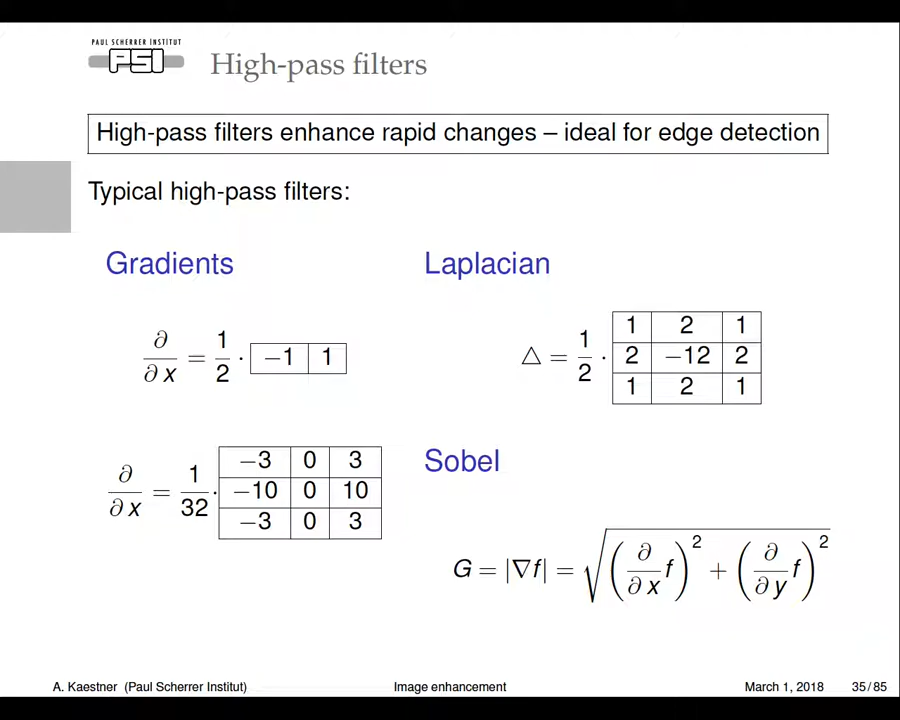 PAUL SCHERRER INSTITUT
PSI
High-pass filters
High-pass filters enhance rapid changes – ideal for edge detection
Typical high-pass filters:
Gradients
∂/∂x = 1/2 · −1 1
∂/∂x = 1/32 · −3 0 3
−10 0 10
−3 0 3
Laplacian
△ = 1/2 · 1 2 1
2 −12 2
1 2 1
Sobel
G = |∇f| = √((∂/∂x f)² + (∂/∂y f)²)
A. Kaestner (Paul Scherrer Institut) Image enhancement March 1, 2018 35 / 85